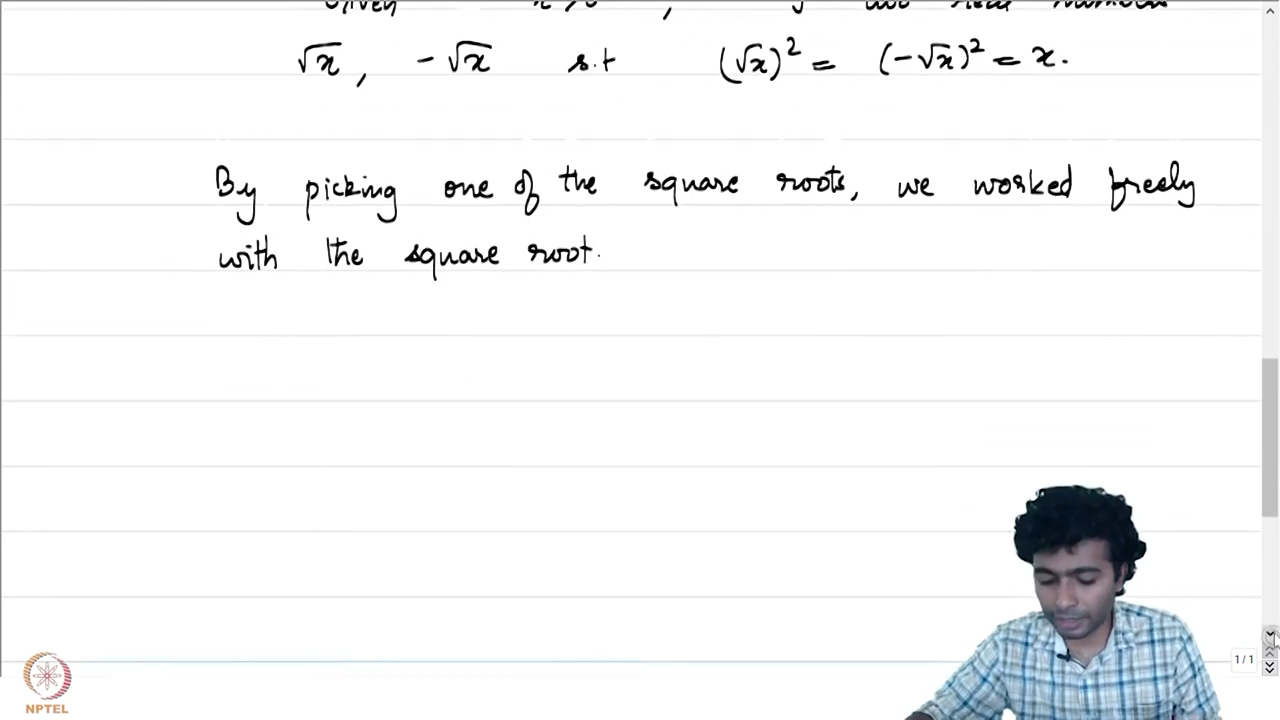 √x, -√x s.t (√x)² = (-√x)² = x.
By picking one of the square roots, we worked freely
with the square root.
1/1
NPTEL